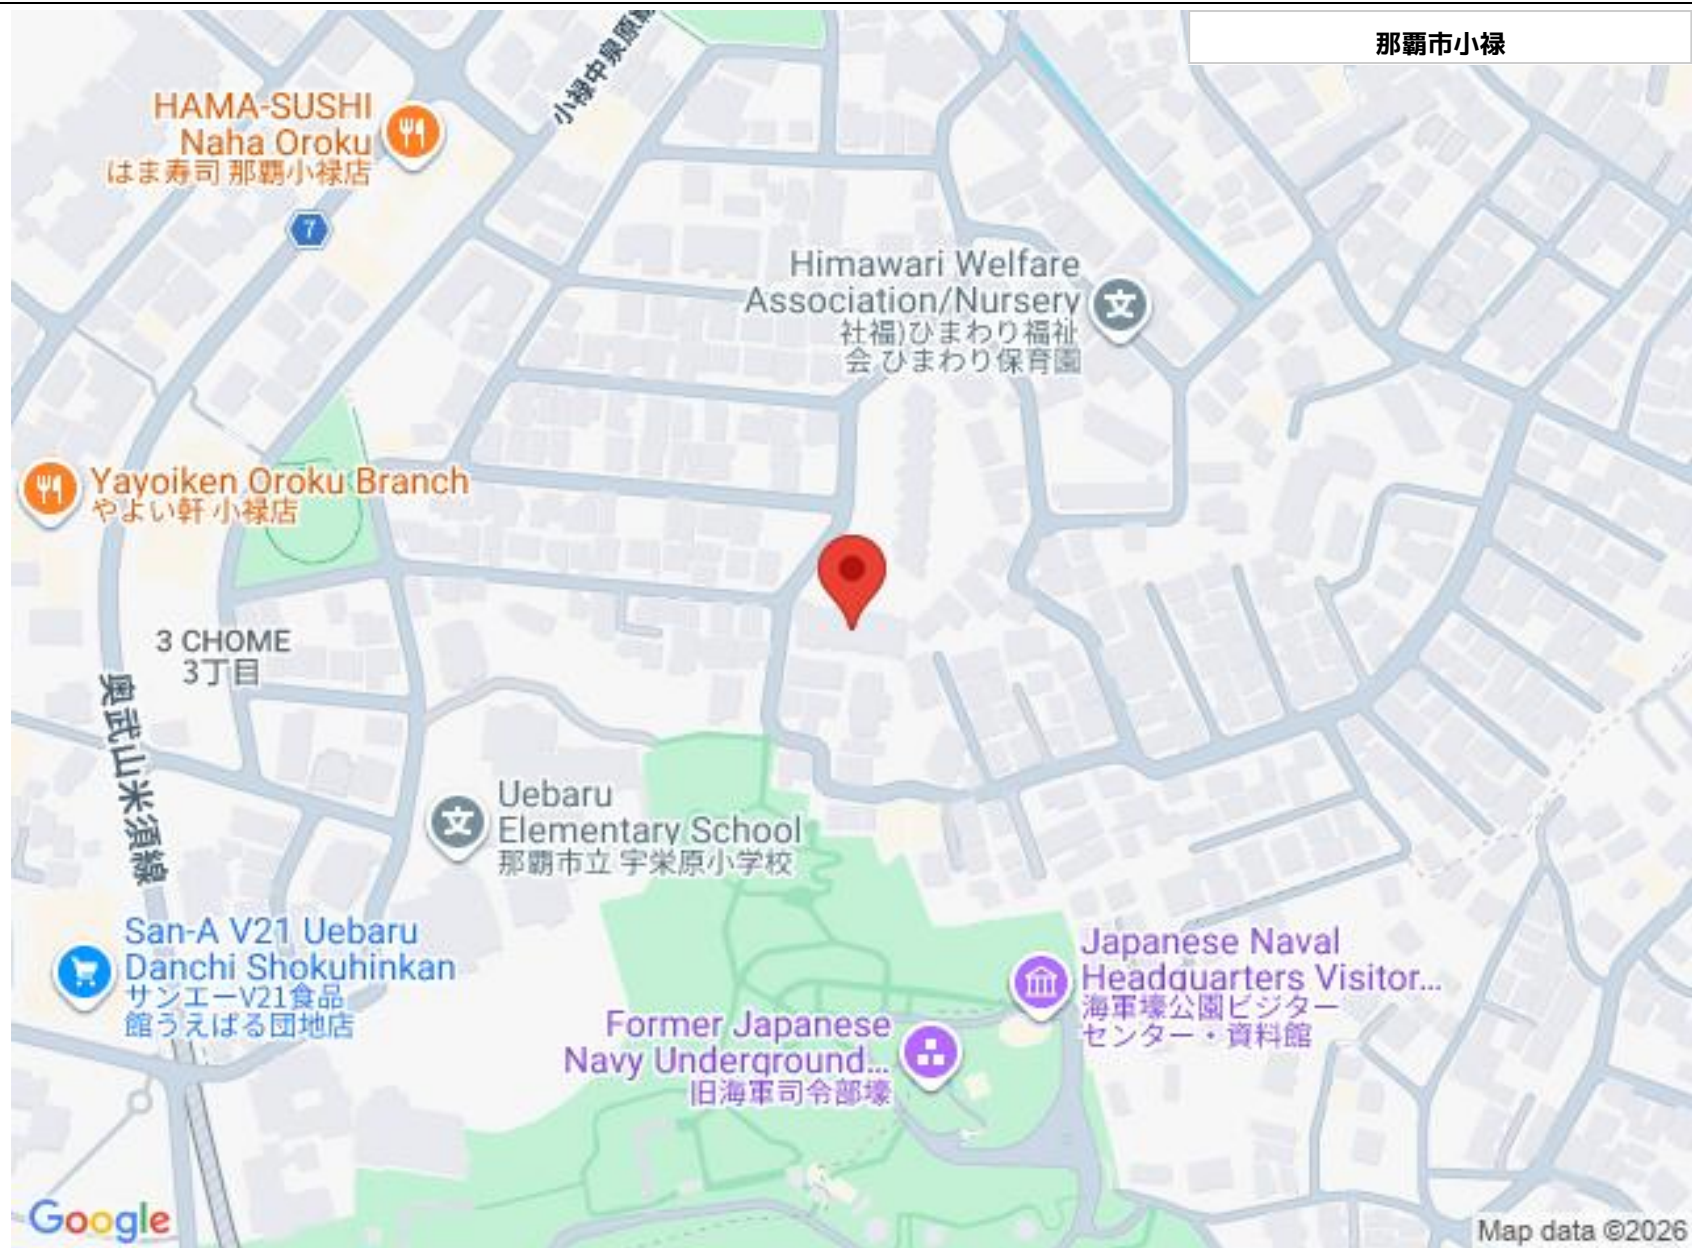 那覇市小禄
小禄中泉原線
HAMA-SUSHI
Naha Oroku
はま寿司 那覇小禄店
7
Himawari Welfare
Association/Nursery
社福)ひまわり福祉
会 ひまわり保育園
Yayoiken Oroku Branch
やよい軒 小禄店
3 CHOME
3丁目
奥武山米須線
Uebaru
Elementary School
那覇市立 宇栄原小学校
San-A V21 Uebaru
Danchi Shokuhinkan
サンエーV21食品
館うえばる団地店
Japanese Naval
Headquarters Visitor...
海軍壕公園ビジター
センター・資料館
Former Japanese
Navy Underground...
旧海軍司令部壕
Google
Map data ©2026